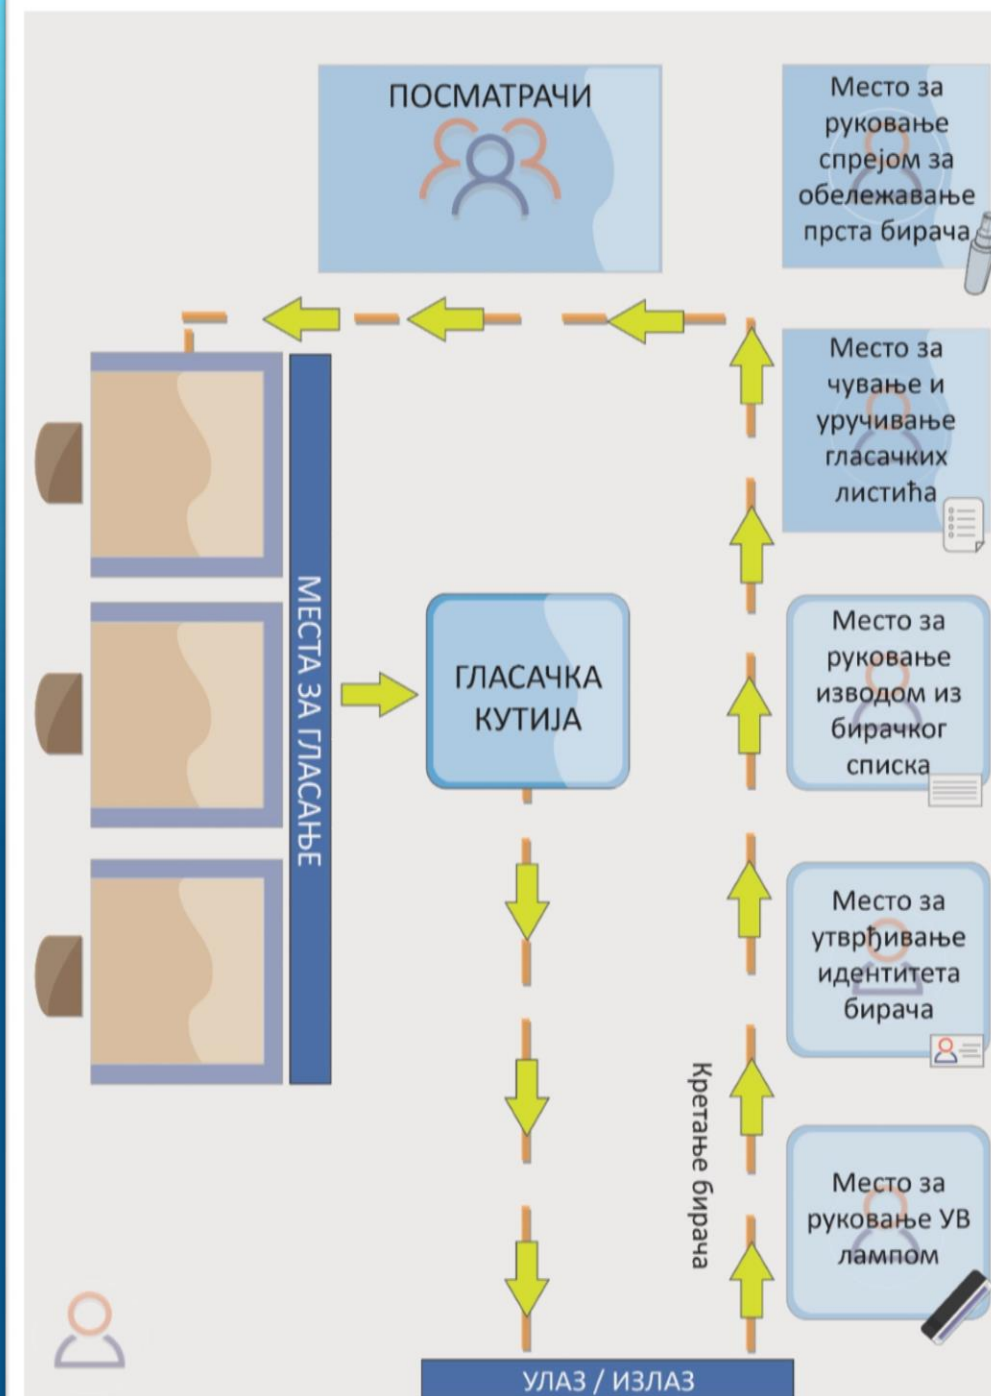 ПОСМАТРАЧИ
Место за
руковање
спрејом за
обележавање
прста бирача
Место за
чување и
уручивање
гласачких
листића
МЕСТА ЗА ГЛАСАЊЕ
ГЛАСАЧКА
КУТИЈА
Место за
руковање
изводом из
бирачког
списка
Место за
утврђивање
идентитета
бирача
Кретање бирача
Место за
руковање УВ
лампом
УЛАЗ / ИЗЛАЗ